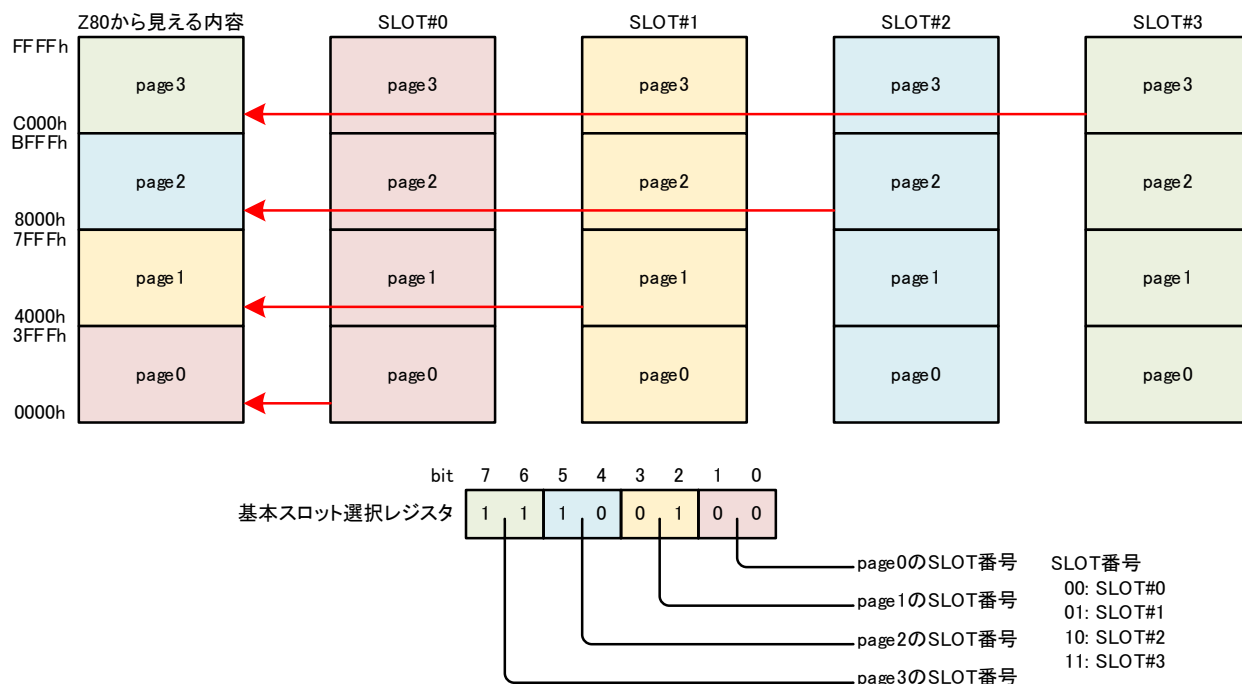 Z80から見える内容 SLOT#0 SLOT#1 SLOT#2 SLOT#3
FFFFh
page3 page3 page3 page3 page3
C000h
BFFFh
page2 page2 page2 page2 page2
8000h
7FFFh
page1 page1 page1 page1 page1
4000h
3FFFh
page0 page0 page0 page0 page0
0000h
bit 7 6 5 4 3 2 1 0
基本スロット選択レジスタ 1 1 1 0 0 1 0 0
page0のSLOT番号 SLOT番号
00: SLOT#0
page1のSLOT番号 01: SLOT#1
page2のSLOT番号 10: SLOT#2
11: SLOT#3
page3のSLOT番号